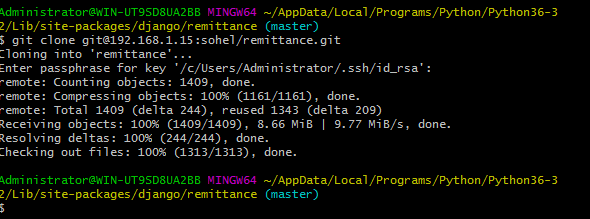 Administrator@WIN-UT9SD8UA2BB MINGW64 ~/AppData/Local/Programs/Python/Python36-3
2/Lib/site-packages/django/remittance (master)
$ git clone git@192.168.1.15:sohel/remittance.git
Cloning into 'remittance'...
Enter passphrase for key '/c/Users/Administrator/.ssh/id_rsa':
remote: Counting objects: 1409, done.
remote: Compressing objects: 100% (1161/1161), done.
remote: Total 1409 (delta 244), reused 1343 (delta 209)
Receiving objects: 100% (1409/1409), 8.66 MiB | 9.77 MiB/s, done.
Resolving deltas: 100% (244/244), done.
Checking out files: 100% (1313/1313), done.
Administrator@WIN-UT9SD8UA2BB MINGW64 ~/AppData/Local/Programs/Python/Python36-3
2/Lib/site-packages/django/remittance (master)
$